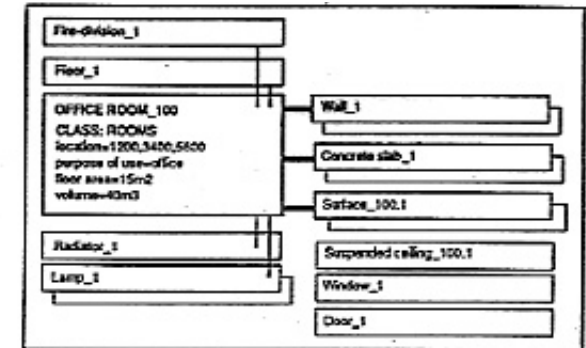 Fire-division_1
Floor_1
OFFICE ROOM_100
CLASS: ROOMS
location=1200,3400,5600
purpose of use=office
floor area=15m2
volume=40m3
Wall_1
Concrete slab_1
Surface_100.1
Radiator_1
Lamp_1
Suspended ceiling_100.1
Window_1
Door_1